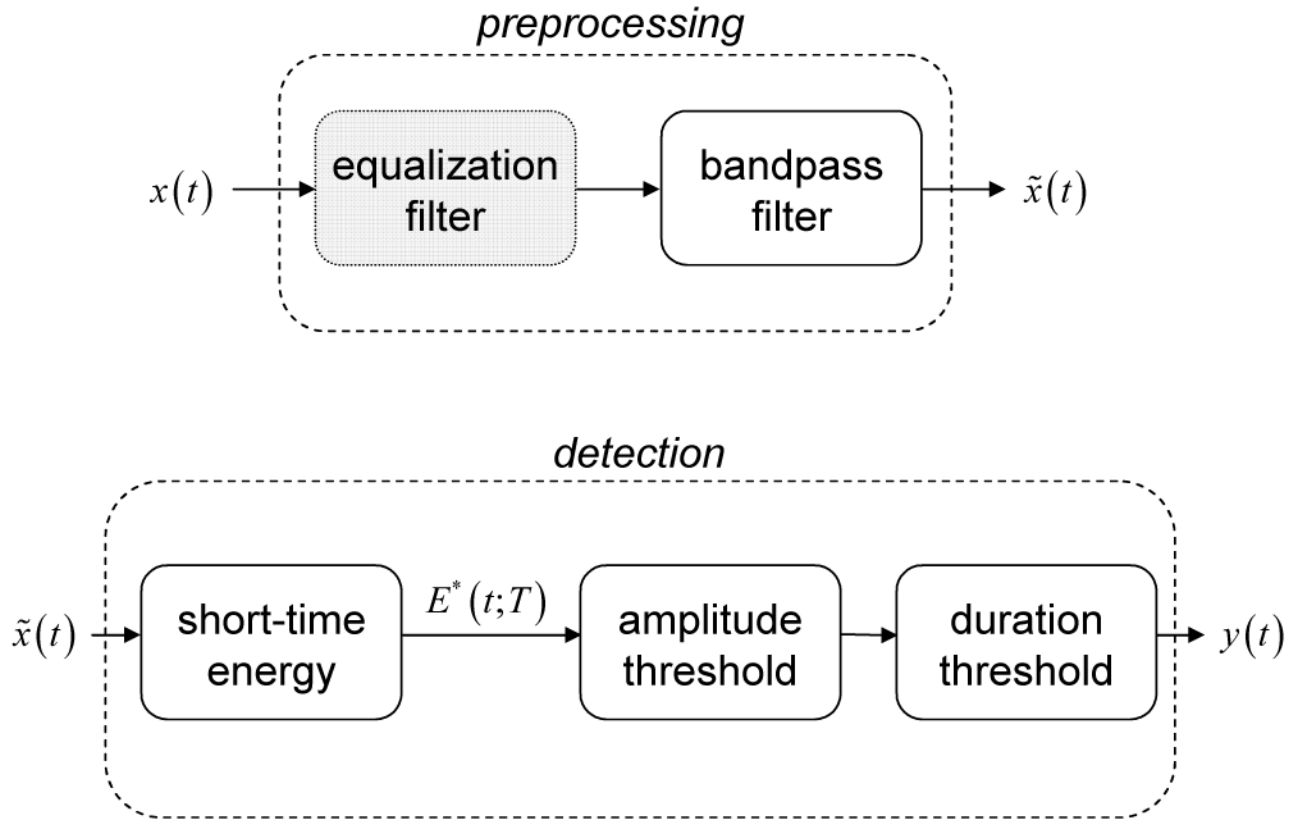 preprocessing
x(t)
equalization
filter
bandpass
filter
x̃(t)
detection
x̃(t)
short-time
energy
E*(t;T)
amplitude
threshold
duration
threshold
y(t)